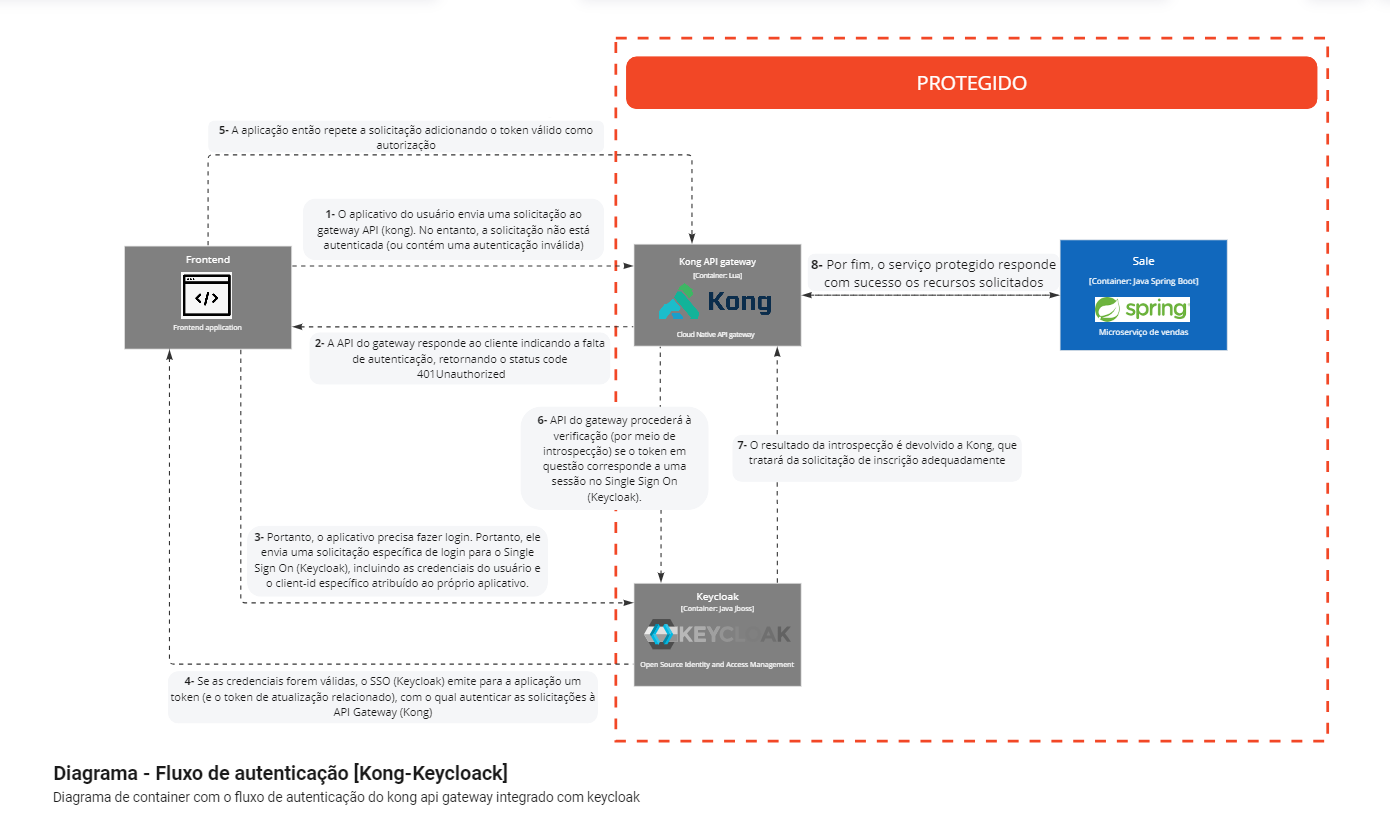 PROTEGIDO
5- A aplicação então repete a solicitação adicionando o token válido como
autorização
1- O aplicativo do usuário envia uma solicitação ao
gateway API (kong). No entanto, a solicitação não está
autenticada (ou contém uma autenticação inválida)
Frontend
</>
Frontend application
Kong API gateway
[Container: Lua]
Kong
Cloud Native API gateway
8- Por fim, o serviço protegido responde
com sucesso os recursos solicitados
Sale
[Container: Java Spring Boot]
spring
Microserviço de vendas
2- A API do gateway responde ao cliente indicando a falta
de autenticação, retornando o status code
401Unauthorized
6- API do gateway procederá à
verificação (por meio de
introspecção) se o token em
questão corresponde a uma
sessão no Single Sign On
(Keycloak).
7- O resultado da introspecção é devolvido a Kong, que
tratará da solicitação de inscrição adequadamente
3- Portanto, o aplicativo precisa fazer login. Portanto, ele
envia uma solicitação específica de login para o Single
Sign On (Keycloak), incluindo as credenciais do usuário e
o client-id específico atribuído ao próprio aplicativo.
Keycloak
[Container: Java Jboss]
KEYCLOAK
Open Source Identity and Access Management
4- Se as credenciais forem válidas, o SSO (Keycloak) emite para a aplicação um
token (e o token de atualização relacionado), com o qual autenticar as solicitações à
API Gateway (Kong)
Diagrama - Fluxo de autenticação [Kong-Keycloack]
Diagrama de container com o fluxo de autenticação do kong api gateway integrado com keycloak